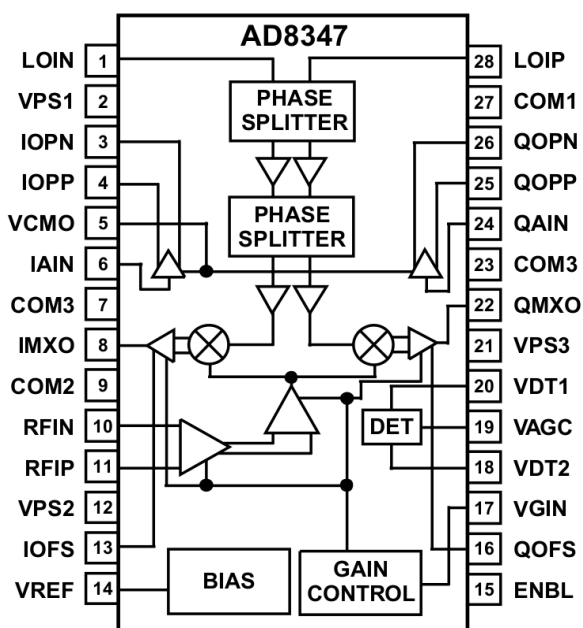 AD8347
LOIN 1
VPS1 2
IOPN 3
IOPP 4
VCMO 5
IAIN 6
COM3 7
IMXO 8
COM2 9
RFIN 10
RFIP 11
VPS2 12
IOFS 13
VREF 14
PHASE
SPLITTER
PHASE
SPLITTER
DET
BIAS
GAIN
CONTROL
28 LOIP
27 COM1
26 QOPN
25 QOPP
24 QAIN
23 COM3
22 QMXO
21 VPS3
20 VDT1
19 VAGC
18 VDT2
17 VGIN
16 QOFS
15 ENBL